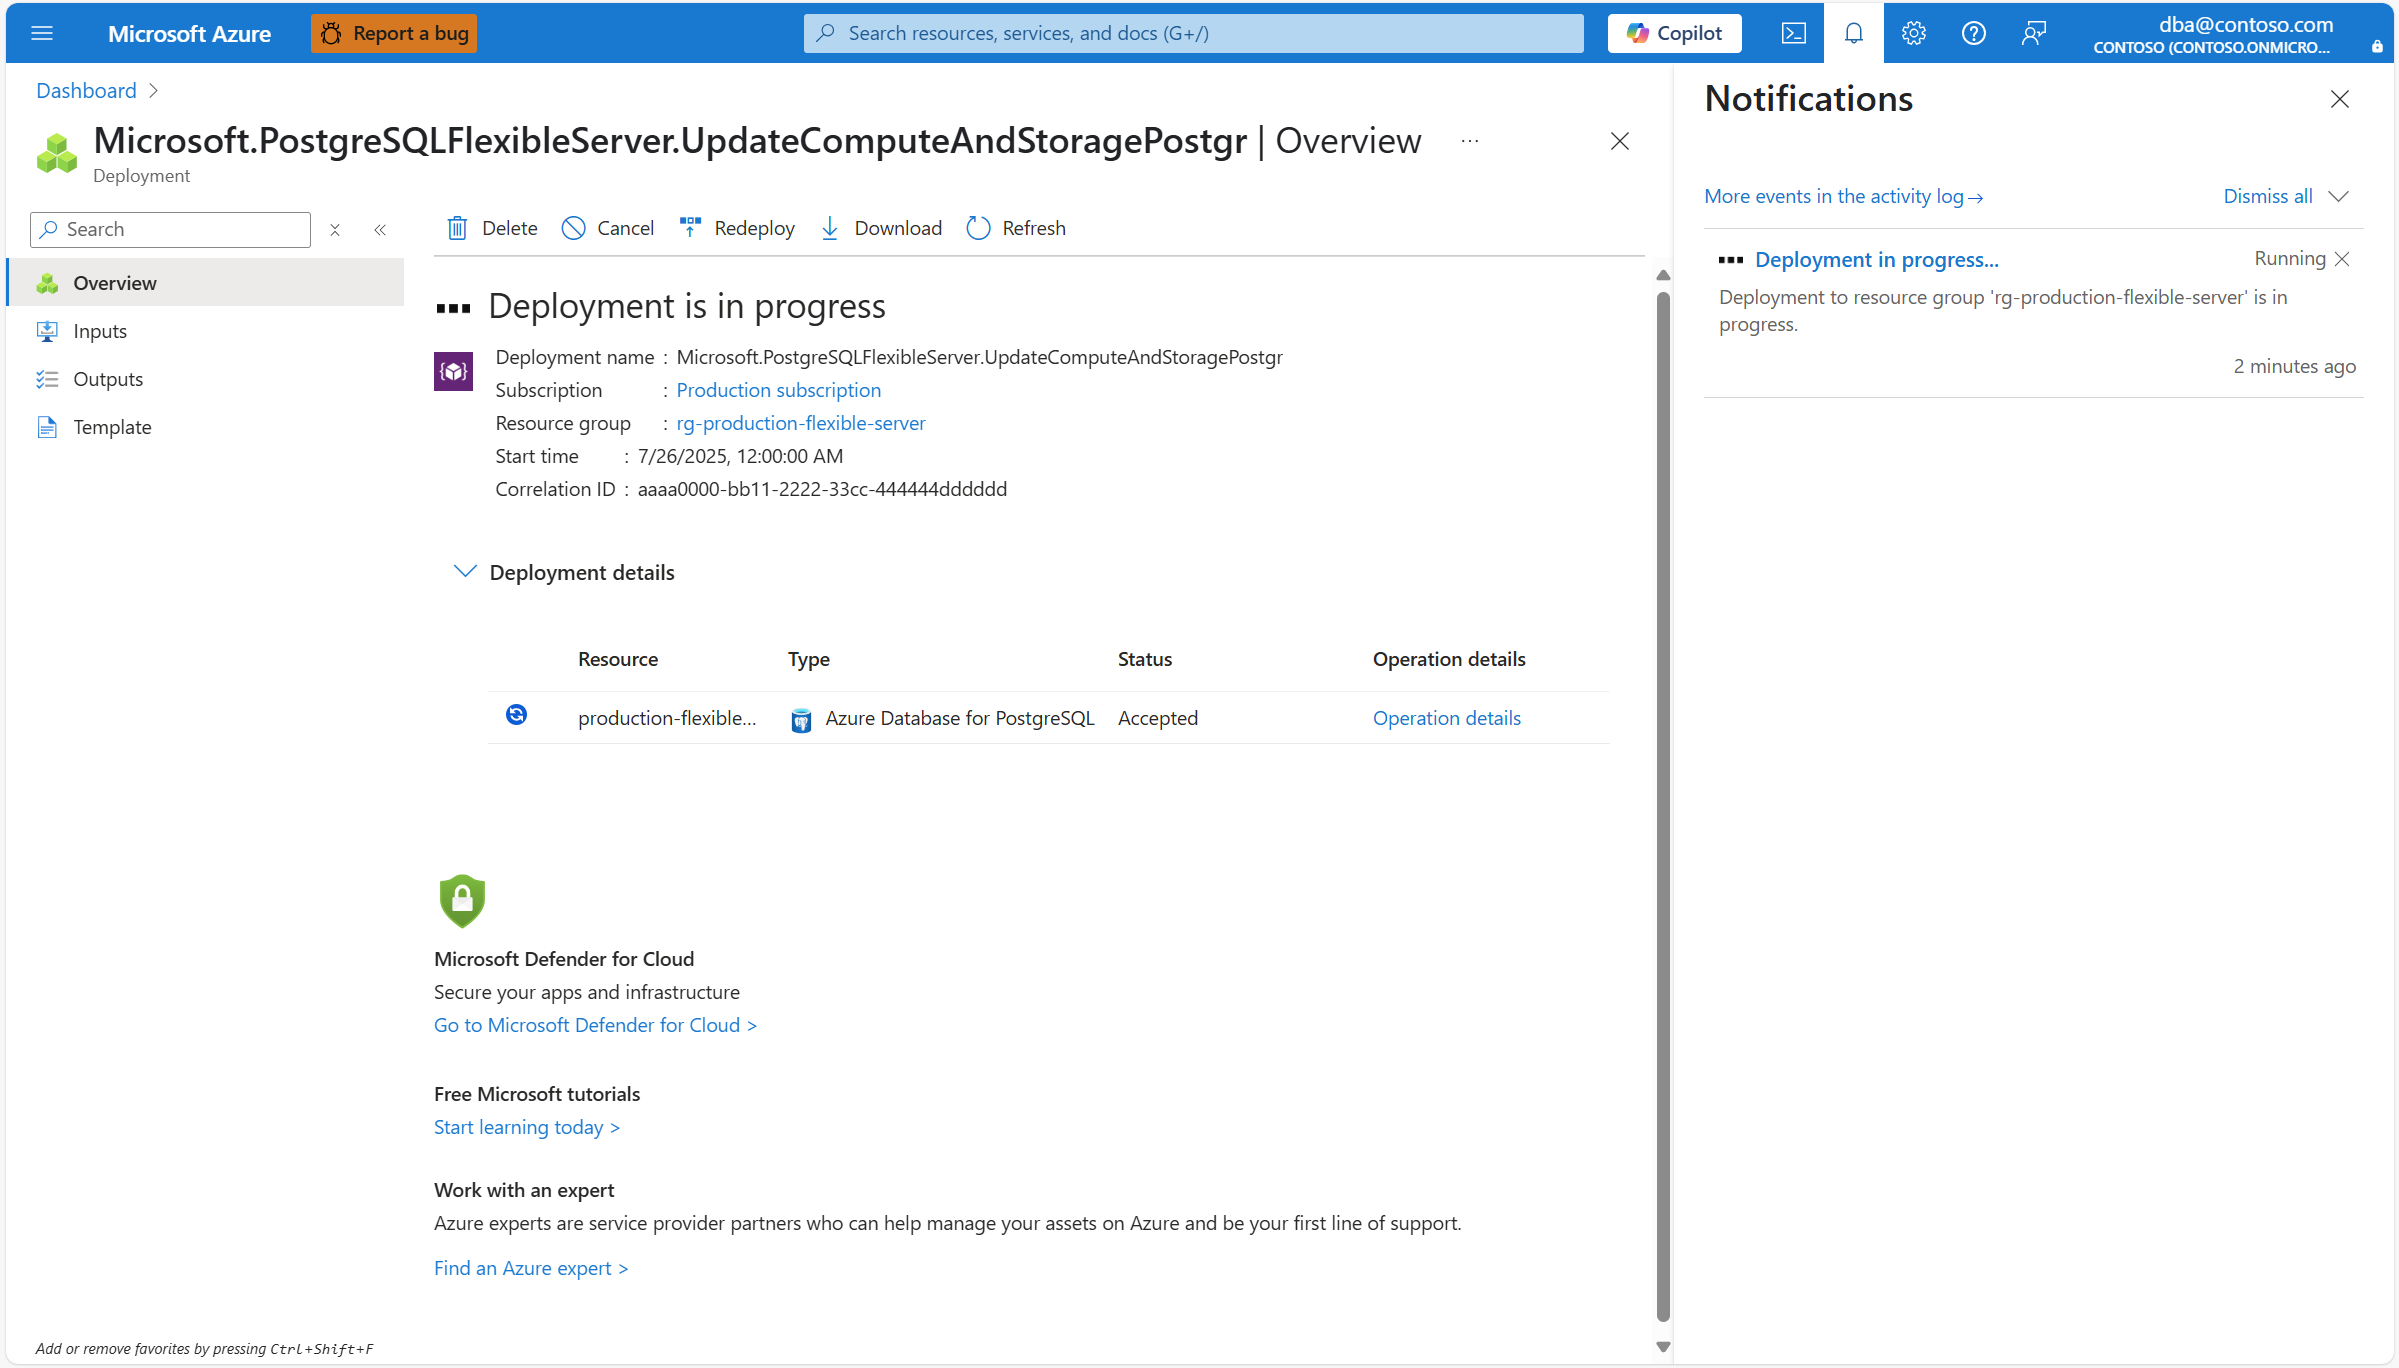 Microsoft Azure
Report a bug
Search resources, services, and docs (G+/)
Copilot
dba@contoso.com
CONTOSO (CONTOSO.ONMICRO...
Dashboard
Microsoft.PostgreSQLFlexibleServer.UpdateComputeAndStoragePostgr | Overview
Deployment
Search
Overview
Inputs
Outputs
Template
Delete
Cancel
Redeploy
Download
Refresh
Deployment is in progress
Deployment name : Microsoft.PostgreSQLFlexibleServer.UpdateComputeAndStoragePostgr
Subscription : Production subscription
Resource group : rg-production-flexible-server
Start time : 7/26/2025, 12:00:00 AM
Correlation ID : aaaa0000-bb11-2222-33cc-444444dddddd
Deployment details
Resource Type Status Operation details
production-flexible... Azure Database for PostgreSQL Accepted Operation details
Microsoft Defender for Cloud
Secure your apps and infrastructure
Go to Microsoft Defender for Cloud >
Free Microsoft tutorials
Start learning today >
Work with an expert
Azure experts are service provider partners who can help manage your assets on Azure and be your first line of support.
Find an Azure expert >
Add or remove favorites by pressing Ctrl+Shift+F
Notifications
More events in the activity log→
Dismiss all
Deployment in progress...
Running
Deployment to resource group 'rg-production-flexible-server' is in
progress.
2 minutes ago